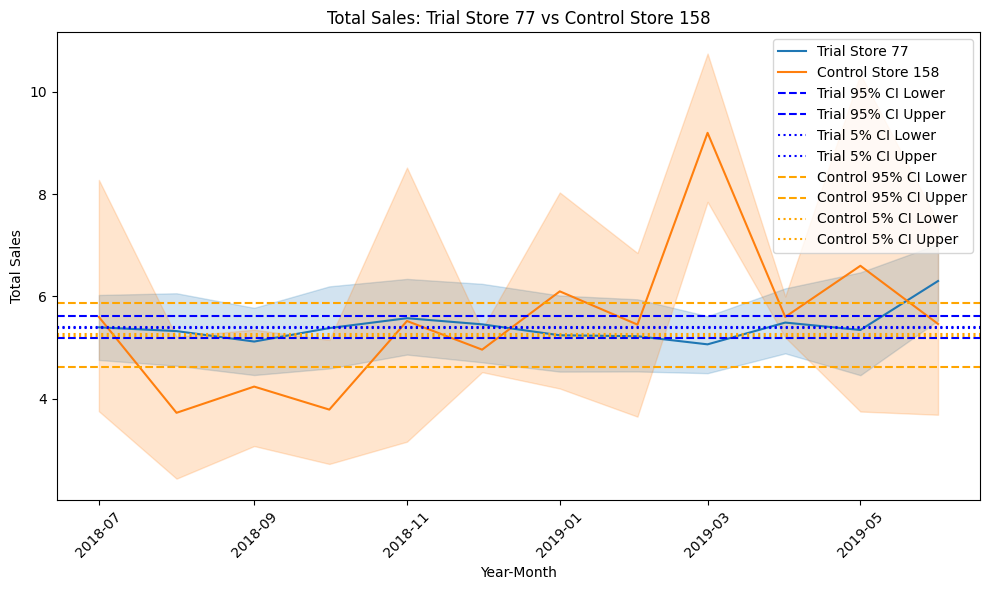 Total Sales: Trial Store 77 vs Control Store 158
Trial Store 77
Control Store 158
Trial 95% CI Lower
Trial 95% CI Upper
Trial 5% CI Lower
Trial 5% CI Upper
Control 95% CI Lower
Control 95% CI Upper
Control 5% CI Lower
Control 5% CI Upper
10
8
6
4
Total Sales
2018-07
2018-09
2018-11
2019-01
2019-03
2019-05
Year-Month